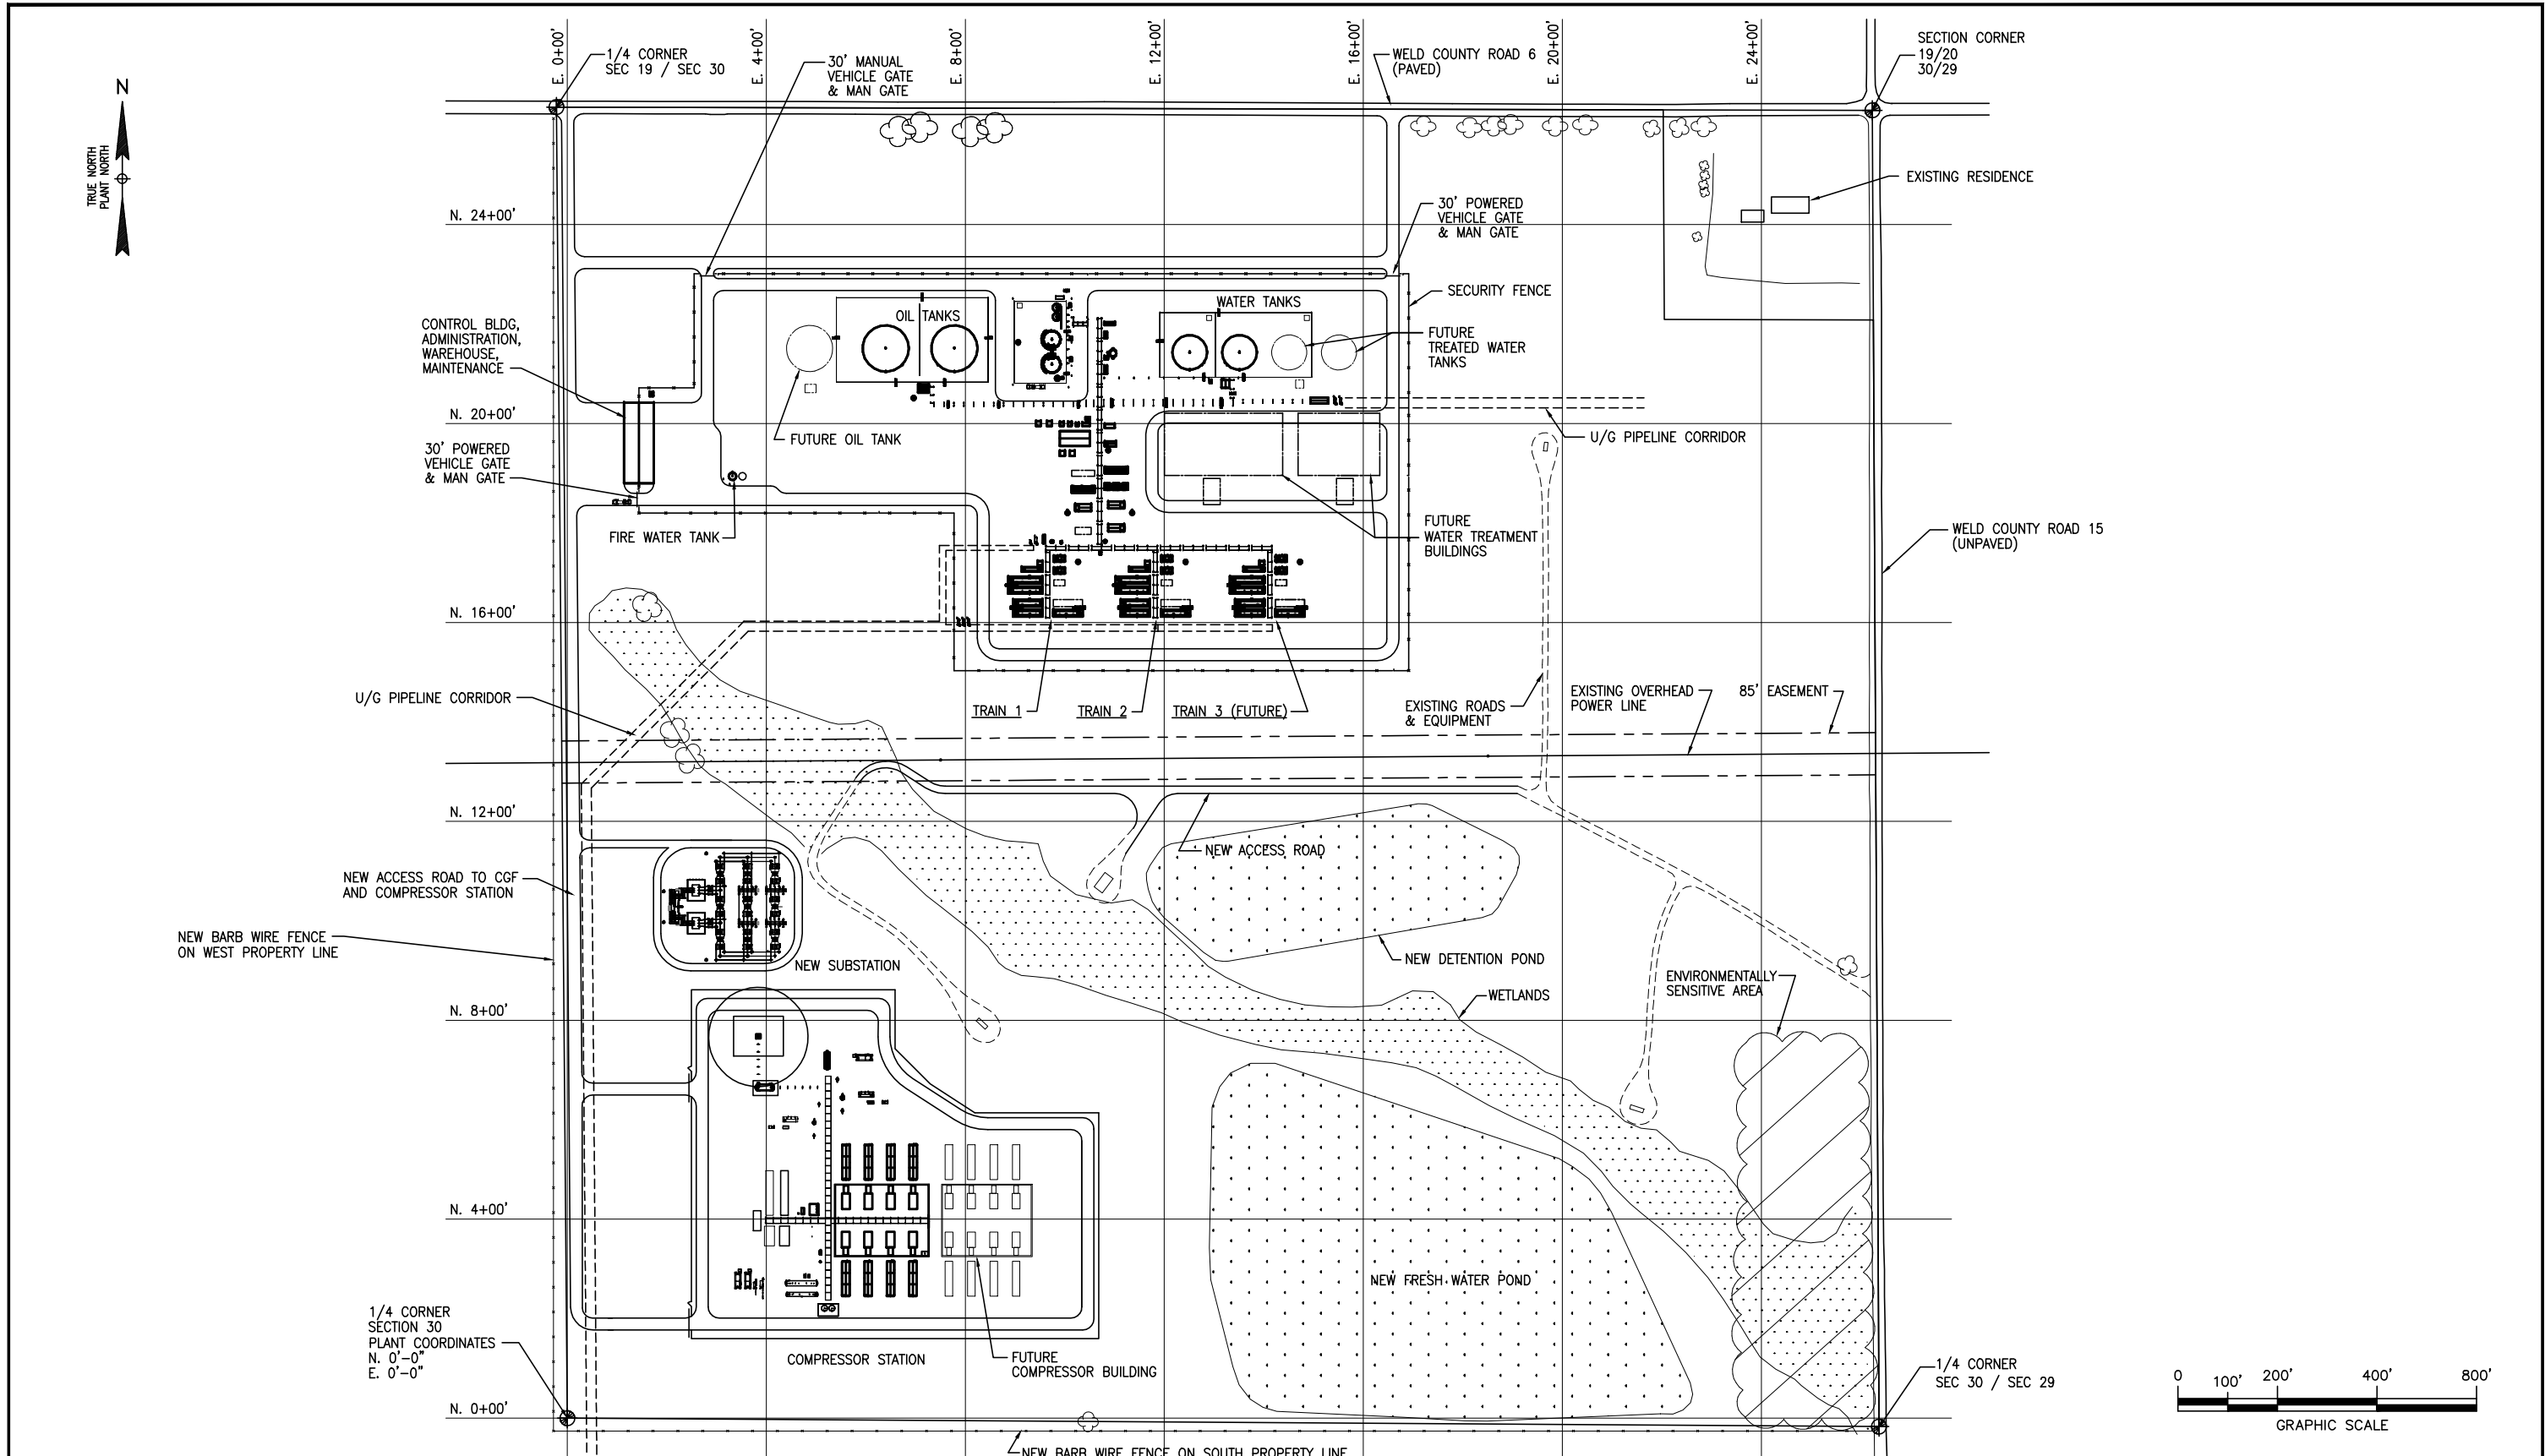 E. 0+00'
E. 4+00'
E. 8+00'
E. 12+00'
E. 16+00'
E. 20+00'
E. 24+00'
1/4 CORNER
SEC 19 / SEC 30
30' MANUAL
VEHICLE GATE
& MAN GATE
WELD COUNTY ROAD 6
(PAVED)
SECTION CORNER
19/20
30/29
N
TRUE NORTH
PLANT NORTH
EXISTING RESIDENCE
N. 24+00'
30' POWERED
VEHICLE GATE
& MAN GATE
SECURITY FENCE
OIL TANKS
WATER TANKS
CONTROL BLDG,
ADMINISTRATION,
WAREHOUSE,
MAINTENANCE
FUTURE
TREATED WATER
TANKS
N. 20+00'
FUTURE OIL TANK
U/G PIPELINE CORRIDOR
30' POWERED
VEHICLE GATE
& MAN GATE
FIRE WATER TANK
FUTURE
WATER TREATMENT
BUILDINGS
WELD COUNTY ROAD 15
(UNPAVED)
N. 16+00'
U/G PIPELINE CORRIDOR
TRAIN 1
TRAIN 2
TRAIN 3 (FUTURE)
EXISTING ROADS
& EQUIPMENT
EXISTING OVERHEAD
POWER LINE
85' EASEMENT
N. 12+00'
NEW ACCESS ROAD
NEW ACCESS ROAD TO CGF
AND COMPRESSOR STATION
NEW BARB WIRE FENCE
ON WEST PROPERTY LINE
NEW SUBSTATION
NEW DETENTION POND
ENVIRONMENTALLY
SENSITIVE AREA
WETLANDS
N. 8+00'
N. 4+00'
NEW FRESH WATER POND
1/4 CORNER
SECTION 30
PLANT COORDINATES
N. 0'-0"
E. 0'-0"
COMPRESSOR STATION
FUTURE
COMPRESSOR BUILDING
1/4 CORNER
SEC 30 / SEC 29
0
100'
200'
400'
800'
GRAPHIC SCALE
N. 0+00'
NEW BARB WIRE FENCE ON SOUTH PROPERTY LINE